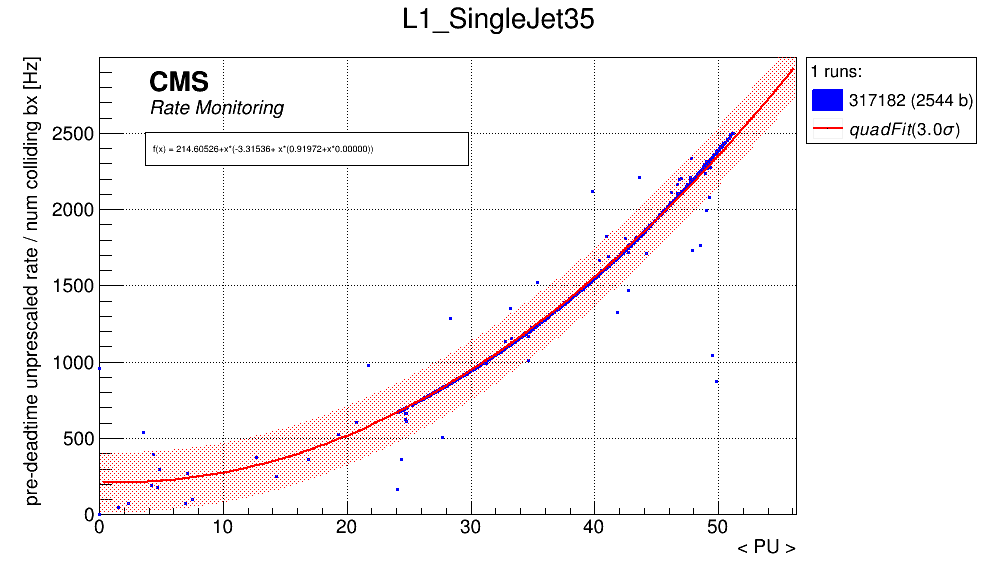 L1_SingleJet35
pre-deadtime unprescaled rate / num colliding bx [Hz]
CMS
Rate Monitoring
f(x) = 214.60526+x*(-3.31536+ x*(0.91972+x*0.00000))
1 runs:
317182 (2544 b)
quadFit(3.0σ)
2500
2000
1500
1000
500
0
0 10 20 30 40 50
< PU >